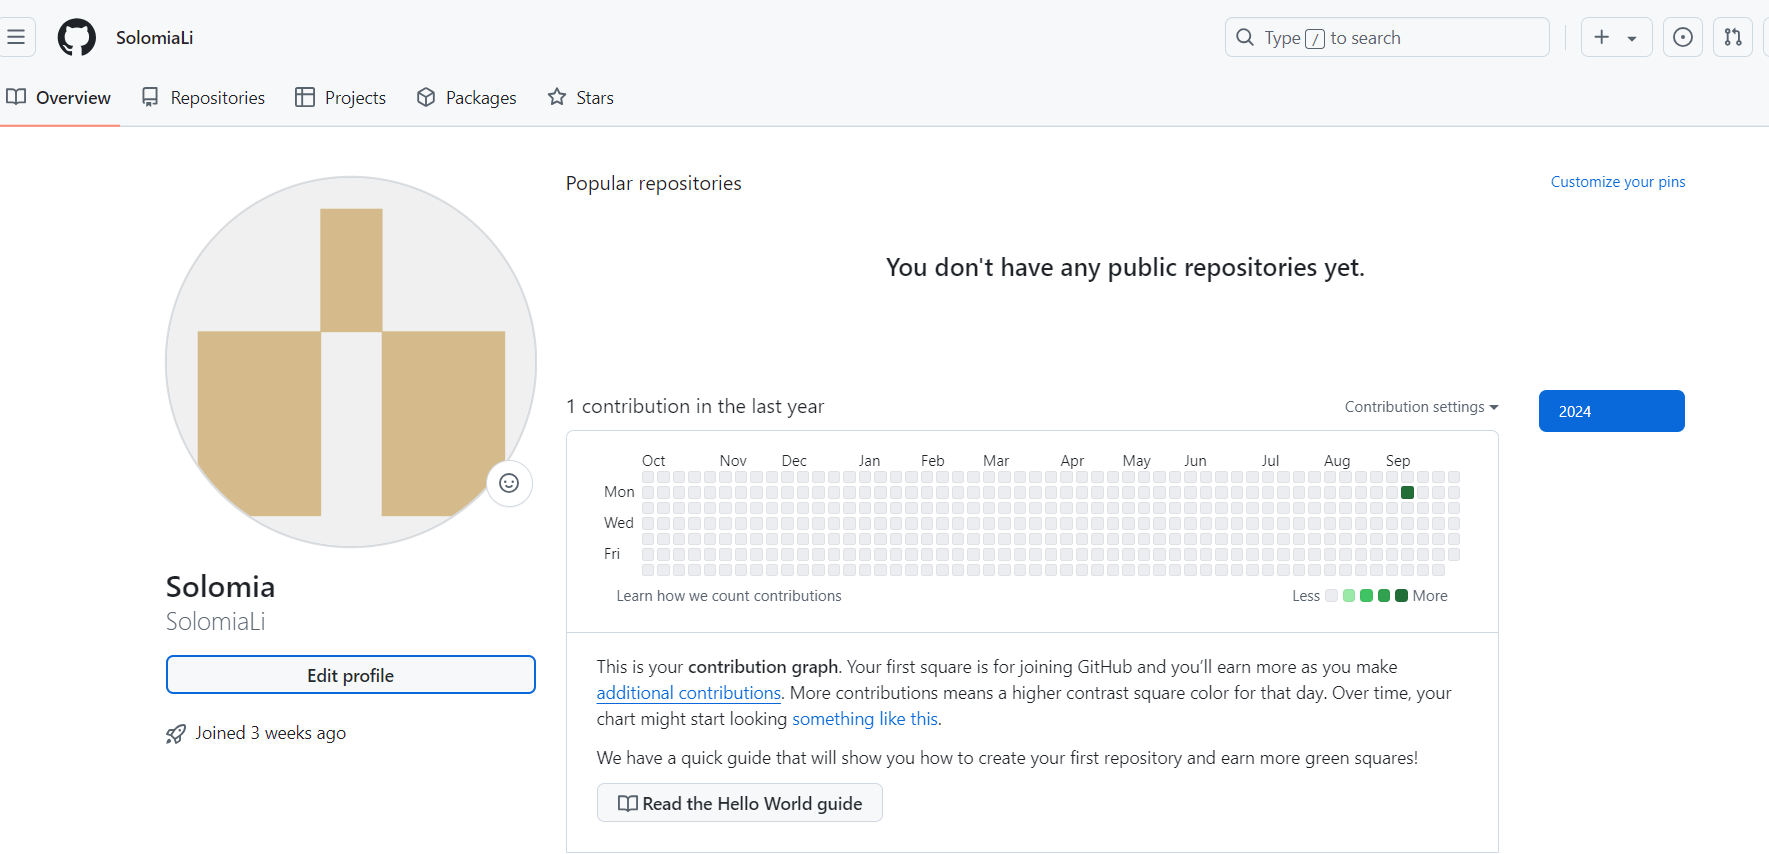 SolomiaLi
Type / to search
Overview Repositories Projects Packages Stars
Popular repositories
Customize your pins
You don't have any public repositories yet.
1 contribution in the last year
Contribution settings
2024
Oct Nov Dec Jan Feb Mar Apr May Jun Jul Aug Sep
Mon
Wed
Fri
Learn how we count contributions
Less More
Solomia
SolomiaLi
Edit profile
Joined 3 weeks ago
This is your contribution graph. Your first square is for joining GitHub and you’ll earn more as you make
additional contributions. More contributions means a higher contrast square color for that day. Over time, your
chart might start looking something like this.
We have a quick guide that will show you how to create your first repository and earn more green squares!
Read the Hello World guide